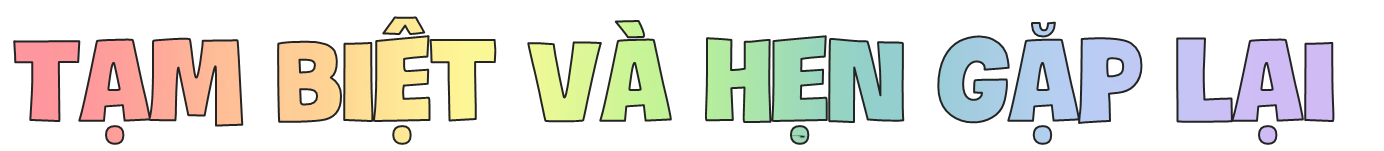 TẠM BIỆT VÀ HẸN GẶP LẠI